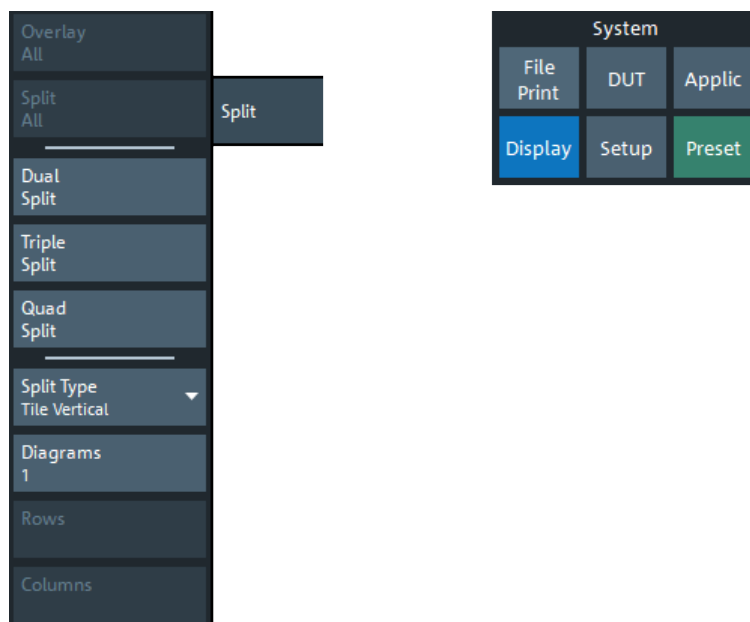 Overlay
All
Split
All
Split
Dual
Split
Triple
Split
Quad
Split
Split Type
Tile Vertical
Diagrams
1
Rows
Columns
System
File
Print
DUT
Applic
Display
Setup
Preset